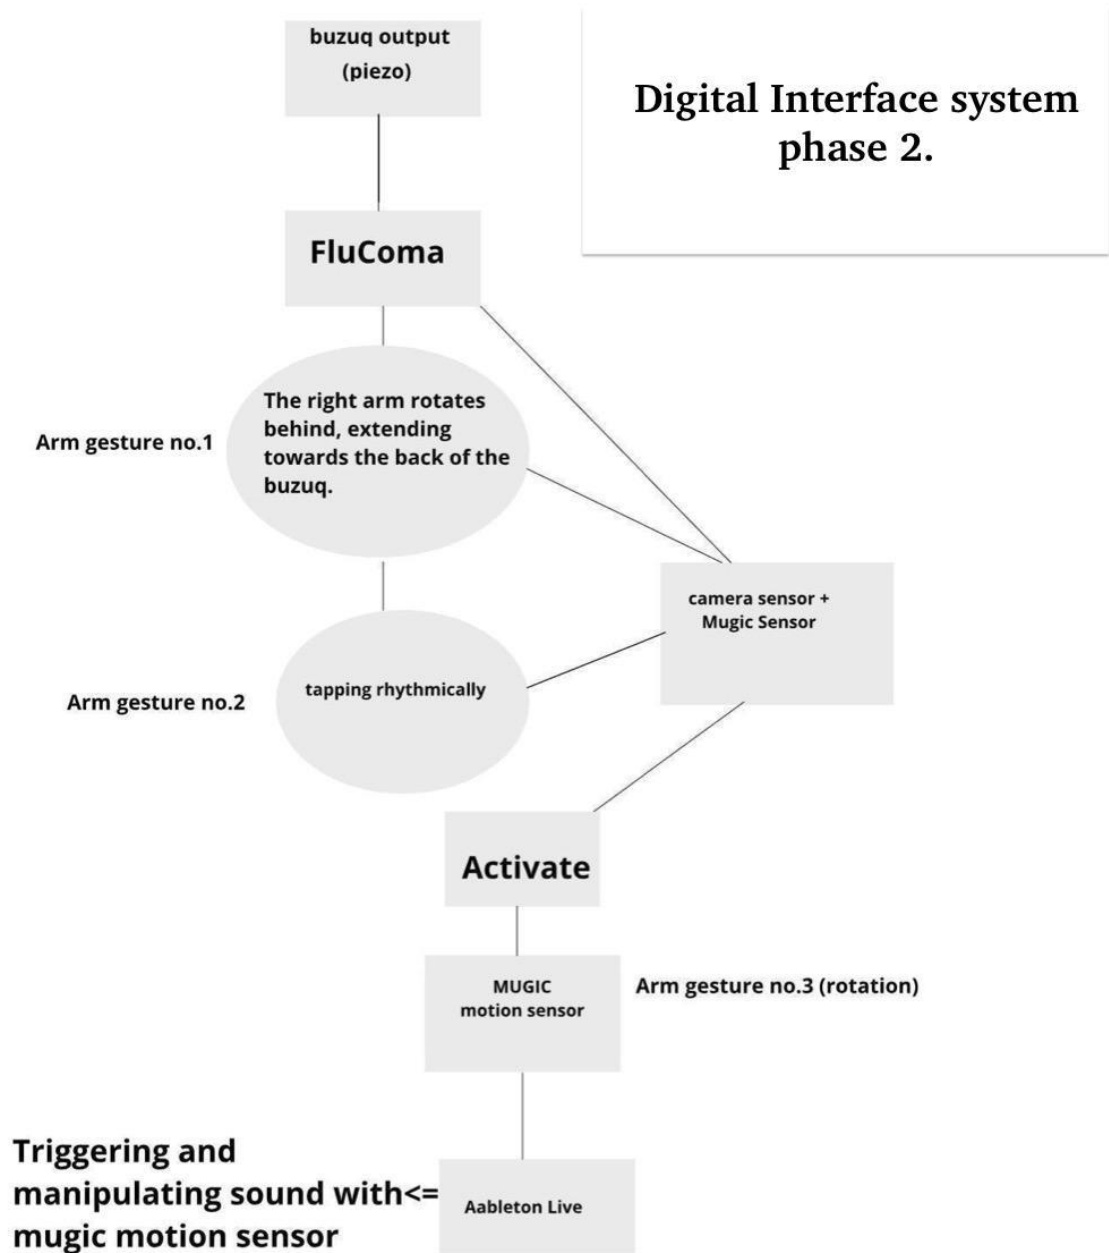 buzuq output
(piezo)
Digital Interface system
phase 2.
FluComa
The right arm rotates
behind, extending
towards the back of the
buzuq.
Arm gesture no.1
camera sensor +
Mugic Sensor
tapping rhythmically
Arm gesture no.2
Activate
MUGIC
motion sensor
Arm gesture no.3 (rotation)
Triggering and
manipulating sound with<=
mugic motion sensor
Aableton Live